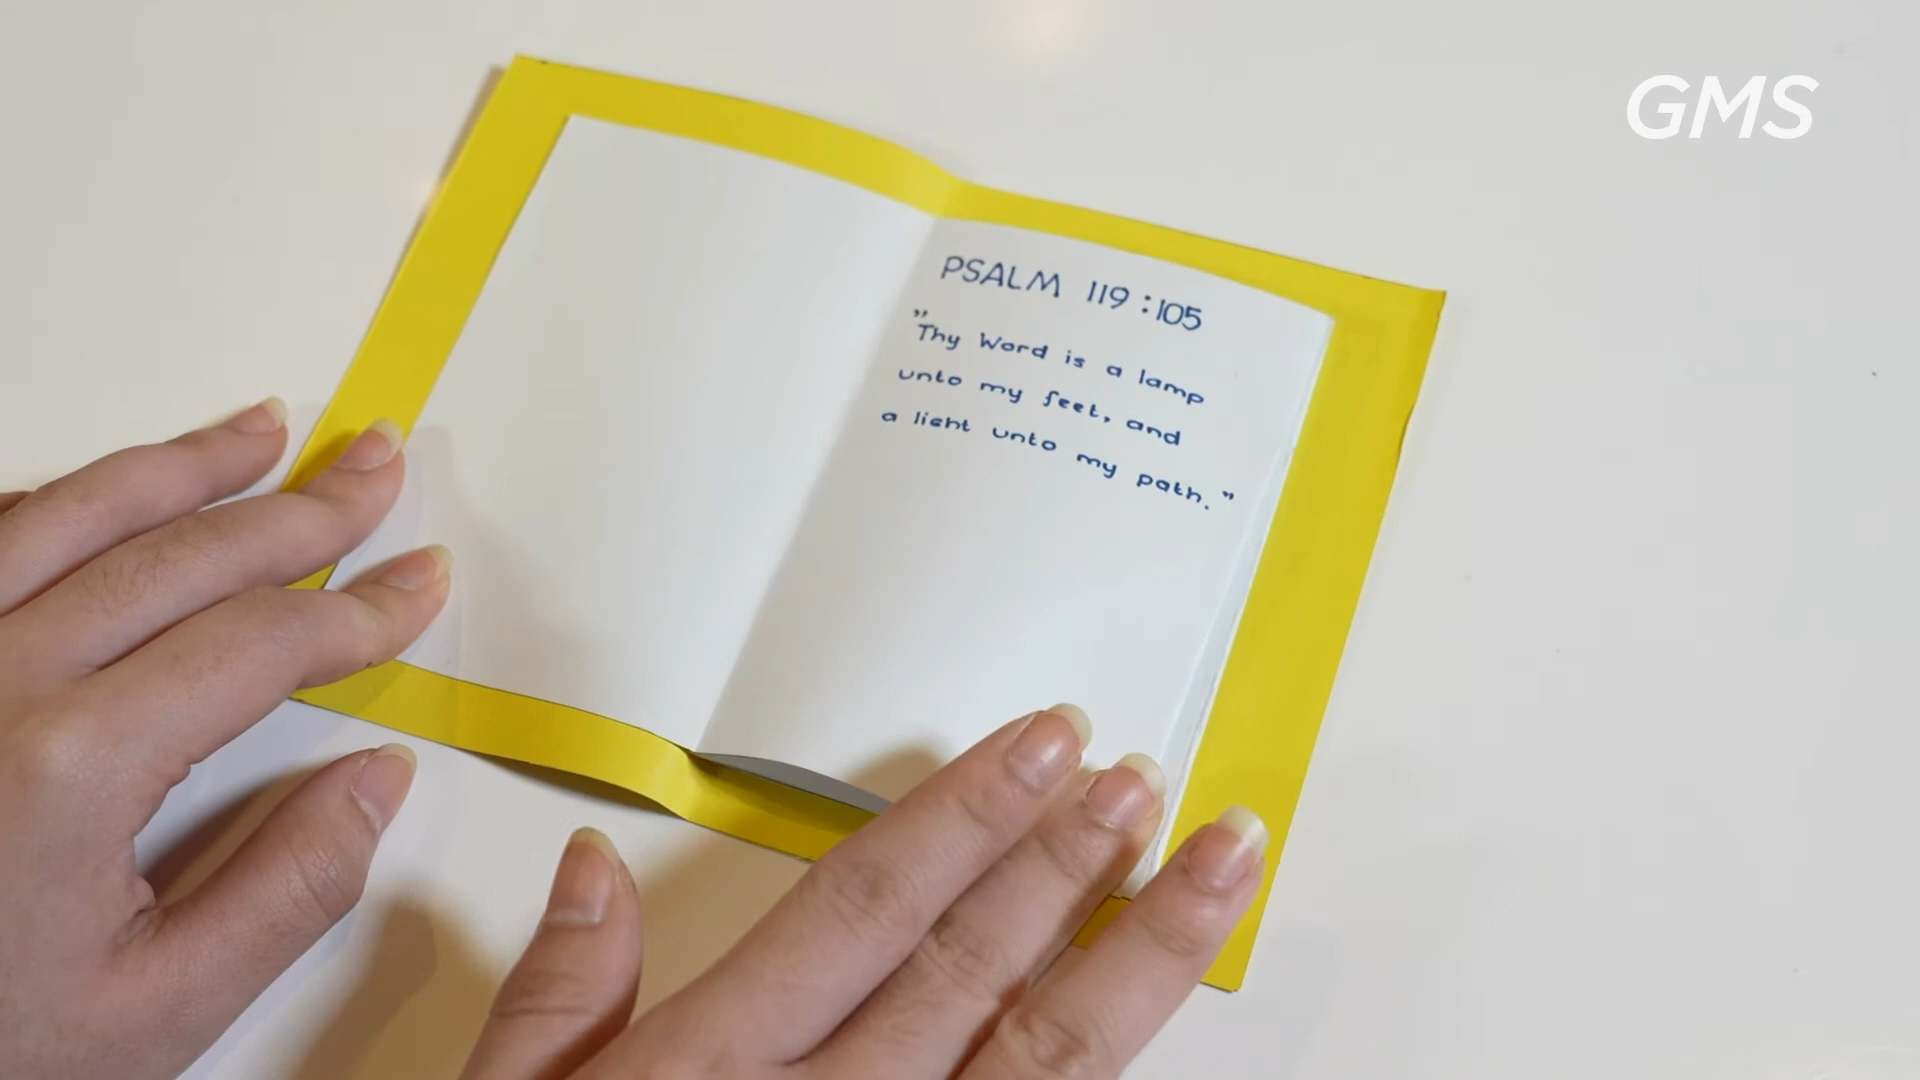 GMS
PSALM 119:105
"Thy Word is a lamp
unto my feet, and
a light unto my path."